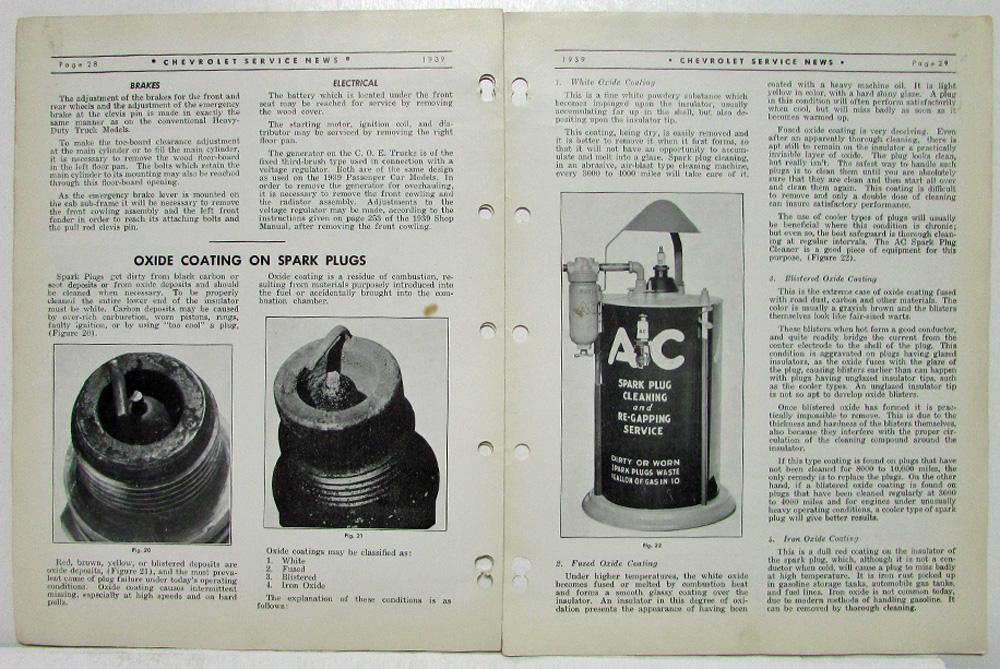 Page 28
• CHEVROLET SERVICE NEWS •
1939
BRAKES
The adjustment of the brakes for the front and
rear wheels and the adjustment of the emergency
brake at the clevis pin is made in exactly the
same manner as on the conventional Heavy-
Duty Truck Models.
To make the toe-board clearance adjustment
at the main cylinder or to fill the main cylinder,
it is necessary to remove the wood floor-board
in the left floor pan. The bolts which retain the
main cylinder to its mounting may also be reached
through this floor-board opening.
As the emergency brake lever is mounted on
the cab sub-frame it will be necessary to remove
the front cowling assembly and the left front
fender in order to reach its attaching bolts and
the pull rod clevis pin.
ELECTRICAL
The battery which is located under the front
seat may be reached for service by removing
the wood cover.
The starting motor, ignition coil, and dis-
tributor may be serviced by removing the right
floor pan.
The generator on the C. O. E. Trucks is of the
fixed third-brush type used in connection with a
voltage regulator. Both are of the same design
as used on the 1939 Passenger Car Models. In
order to remove the generator for overhauling,
it is necessary to remove the front cowling and
the radiator assembly. Adjustments to the
voltage regulator may be made, according to the
instructions given on page 255 of the 1939 Shop
Manual, after removing the front cowling.
OXIDE COATING ON SPARK PLUGS
Spark Plugs get dirty from black carbon or
soot deposits or from oxide deposits and should
be cleaned when necessary. To be properly
cleaned the entire lower end of the insulator
must be white. Carbon deposits may be caused
by over-rich carburetion, worn pistons, rings,
faulty ignition, or by using "too cool" a plug,
(Figure 20).
Oxide coating is a residue of combustion, re-
sulting from materials purposely introduced into
the fuel or accidentally brought into the com-
bustion chamber.
Fig. 20
Fig. 21
Red, brown, yellow, or blistered deposits are
oxide deposits, (Figure 21), and the most preva-
lent cause of plug failure under today's operating
conditions. Oxide coating causes intermittent
missing, especially at high speeds and on hard
pulls.
Oxide coatings may be classified as:
1. White
2. Fused
3. Blistered
4. Iron Oxide
The explanation of these conditions is as
follows:
1939
• CHEVROLET SERVICE NEWS •
Page 29
1. White Oxide Coating
This is a fine white powdery substance which
becomes impinged upon the insulator, usually
accumulating far up in the shell, but also de-
positing upon the insulator tip.
This coating, being dry, is easily removed and
it is better to remove it when it first forms, so
that it will not have an opportunity to accum-
ulate and melt into a glaze. Spark plug cleaning,
in an abrasive, air-blast type cleaning machine,
every 3000 to 4000 miles will take care of it.
AC
AC
SPARK PLUG
CLEANING
and
RE-GAPPING
SERVICE
DIRTY OR WORN
SPARK PLUGS WASTE
1 GALLON OF GAS IN 10
Fig. 22
2. Fused Oxide Coating
Under higher temperatures, the white oxide
becomes fused or melted by combustion heat
and forms a smooth glassy coating over the
insulator. An insulator in this degree of oxi-
dation presents the appearance of having been
coated with a heavy machine oil. It is light
yellow in color, with a hard shiny glaze. A plug
in this condition will often perform satisfactorily
when cool, but will miss badly as soon as it
becomes warmed up.
Fused oxide coating is very deceiving. Even
after an apparently thorough cleaning, there is
apt still to remain on the insulator a practically
invisible layer of oxide. The plug looks clean,
but really isn't. The safest way to handle such
plugs is to clean them until you are absolutely
sure that they are clean and then start all over
and clean them again. This coating is difficult
to remove and only a double dose of cleaning
can insure satisfactory performance.
The use of cooler types of plugs will usually
be beneficial where this condition is chronic;
but even so, the best safeguard is thorough clean-
ing at regular intervals. The AC Spark Plug
Cleaner is a good piece of equipment for this
purpose, (Figure 22).
3. Blistered Oxide Coating
This is the extreme case of oxide coating fused
with road dust, carbon and other materials. The
color is usually a grayish brown and the blisters
themselves look like fair-sized warts.
These blisters when hot form a good conductor,
and quite readily bridge the current from the
center electrode to the shell of the plug. This
condition is aggravated on plugs having glazed
insulators, as the oxide fuses with the glaze of
the plug, causing blisters earlier than can happen
with plugs having unglazed insulator tips, such
as the cooler types. An unglazed insulator tip
is not so apt to develop oxide blisters.
Once blistered oxide has formed it is prac-
tically impossible to remove. This is due to the
thickness and hardness of the blisters themselves,
also because they interfere with the proper cir-
culation of the cleaning compound around the
insulator.
If this type coating is found on plugs that have
not been cleaned for 8000 to 10,000 miles, the
only remedy is to replace the plugs. On the other
hand, if a blistered oxide coating is found on
plugs that have been cleaned regularly at 3000
to 4000 miles and for engines under unusually
heavy operating conditions, a cooler type of spark
plug will give better results.
4. Iron Oxide Coating
This is a dull red coating on the insulator of
the spark plug, which, although it is not a con-
ductor when cold, will cause a plug to miss badly
at high temperature. It is iron rust picked up
in gasoline storage tanks, automobile gas tanks,
and fuel lines. Iron oxide is not common today,
due to modern methods of handling gasoline. It
can be removed by thorough cleaning.